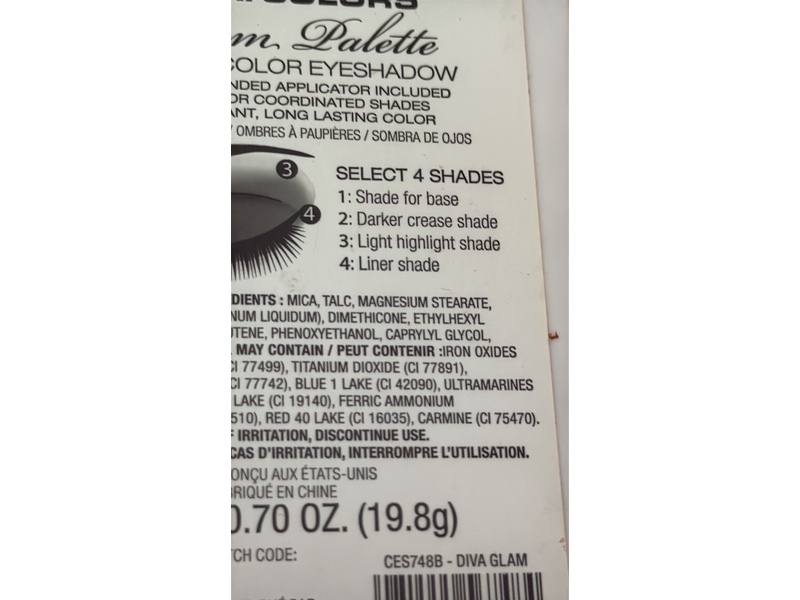 COLORS
m Palette
COLOR EYESHADOW
NDED APPLICATOR INCLUDED
OR COORDINATED SHADES
ANT, LONG LASTING COLOR
/ OMBRES À PAUPIÈRES / SOMBRA DE OJOS
3
SELECT 4 SHADES
4
1: Shade for base
2: Darker crease shade
3: Light highlight shade
4: Liner shade
DIENTS : MICA, TALC, MAGNESIUM STEARATE,
NUM LIQUIDUM), DIMETHICONE, ETHYLHEXYL
UTENE, PHENOXYETHANOL, CAPRYLYL GLYCOL,
MAY CONTAIN / PEUT CONTENIR :IRON OXIDES
CI 77499), TITANIUM DIOXIDE (CI 77891),
CI 77742), BLUE 1 LAKE (CI 42090), ULTRAMARINES
LAKE (CI 19140), FERRIC AMMONIUM
510), RED 40 LAKE (CI 16035), CARMINE (CI 75470).
F IRRITATION, DISCONTINUE USE.
CAS D'IRRITATION, INTERROMPRE L'UTILISATION.
ONÇU AUX ÉTATS-UNIS
BRIQUÉ EN CHINE
0.70 OZ. (19.8g)
TCH CODE:
CES748B - DIVA GLAM